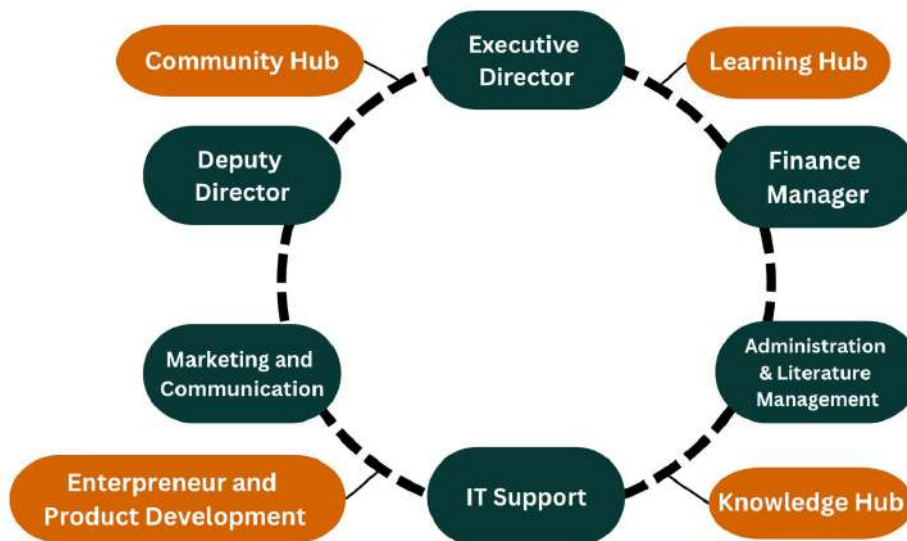 Community Hub
Executive
Director
Learning Hub
Deputy
Director
Finance
Manager
Marketing and
Communication
Administration
& Literature
Management
Enterpreneur and
Product Development
IT Support
Knowledge Hub